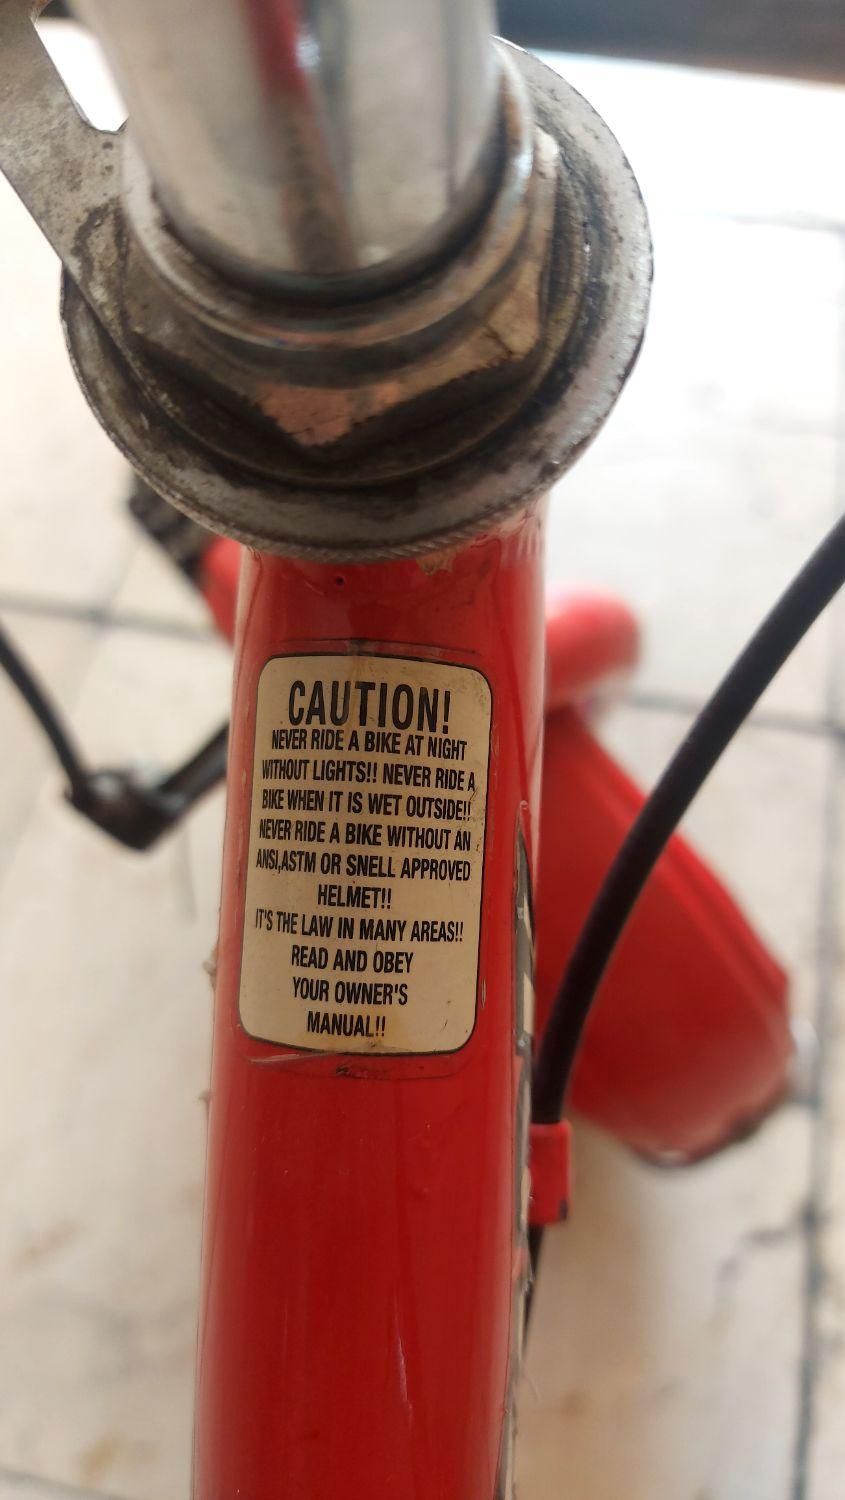 CAUTION!
NEVER RIDE A BIKE AT NIGHT
WITHOUT LIGHTS!! NEVER RIDE A
BIKE WHEN IT IS WET OUTSIDE!!
NEVER RIDE A BIKE WITHOUT AN
ANSI,ASTM OR SNELL APPROVED
HELMET!!
IT'S THE LAW IN MANY AREAS!!
READ AND OBEY
YOUR OWNER'S
MANUAL!!